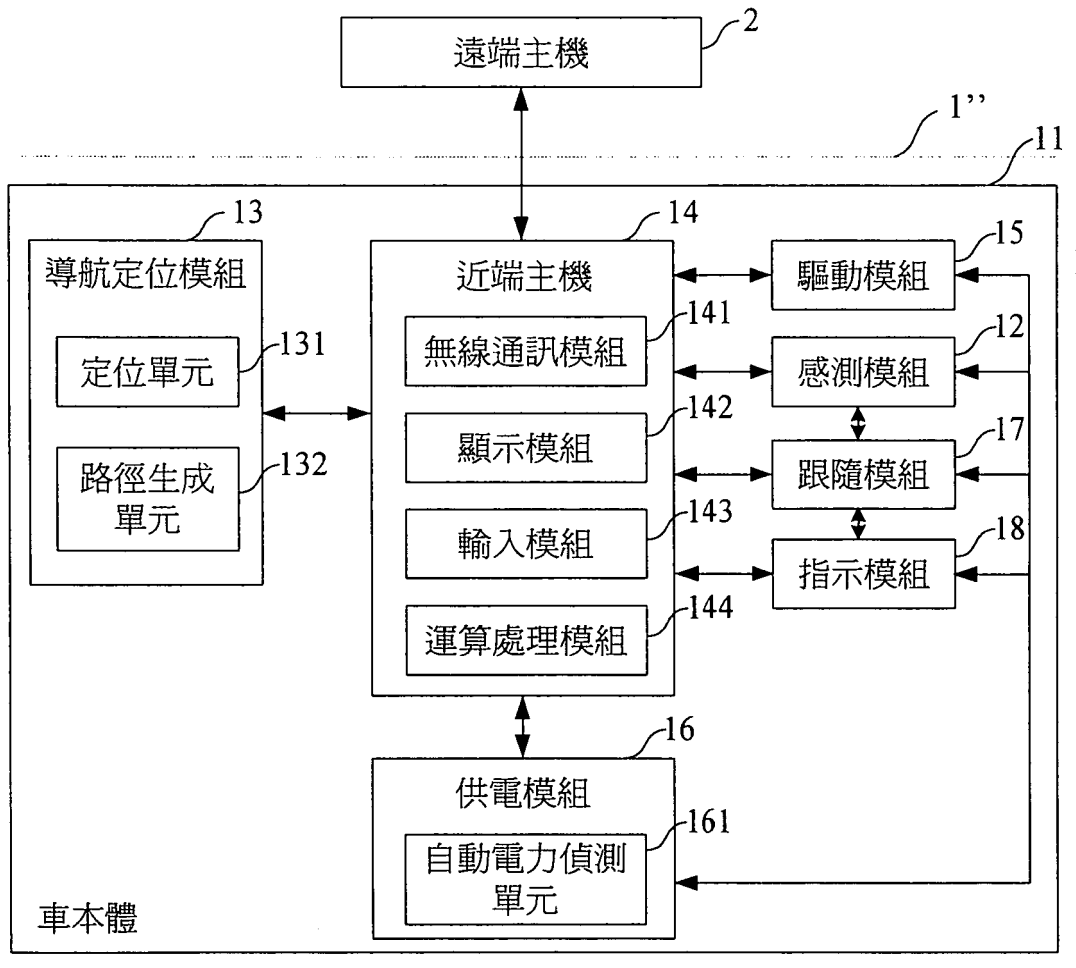 2
遠端主機
1’’
11
13
導航定位模組
131
定位單元
132
路徑生成
單元
14
近端主機
141
無線通訊模組
142
顯示模組
143
輸入模組
144
運算處理模組
15
驅動模組
12
感測模組
17
跟隨模組
18
指示模組
16
供電模組
161
自動電力偵測
單元
車本體